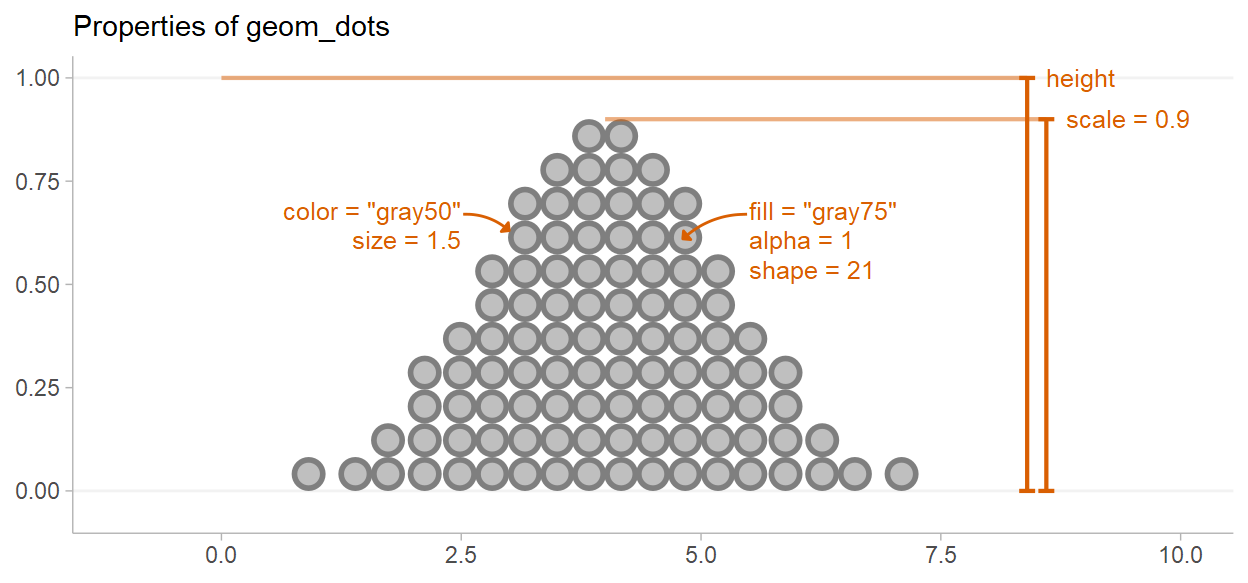 Properties of geom_dots
1.00
height
scale = 0.9
0.75
color = "gray50"
size = 1.5
fill = "gray75"
alpha = 1
shape = 21
0.50
0.25
0.00
0.0 2.5 5.0 7.5 10.0